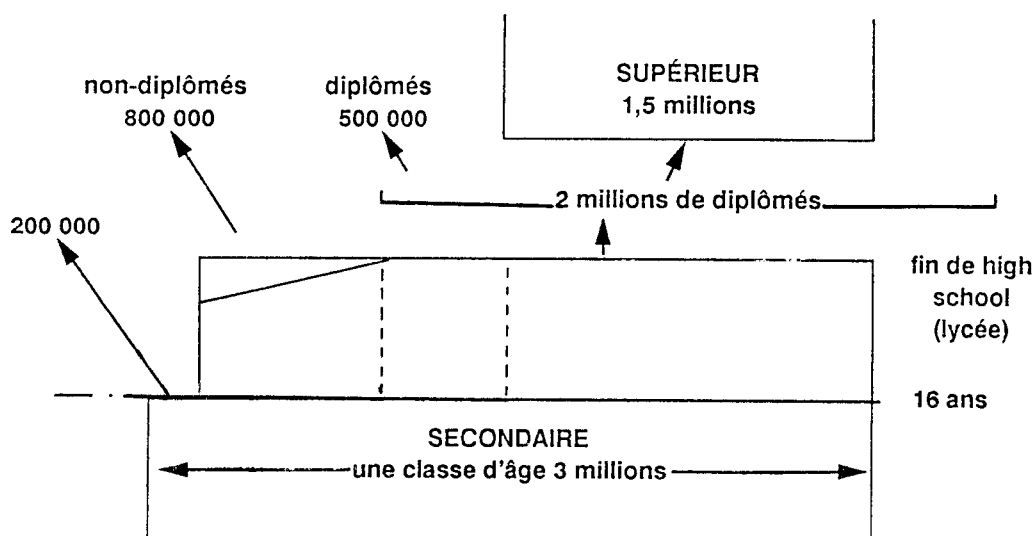 SUPÉRIEUR
1,5 millions
non-diplômés
800 000
diplômés
500 000
2 millions de diplômés
200 000
fin de high
school
(lycée)
16 ans
SECONDAIRE
une classe d'âge 3 millions